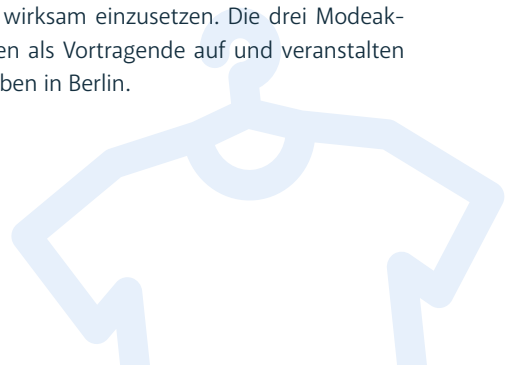 wirksam einzusetzen. Die drei Modeak-
en als Vortragende auf und veranstalten
ben in Berlin.